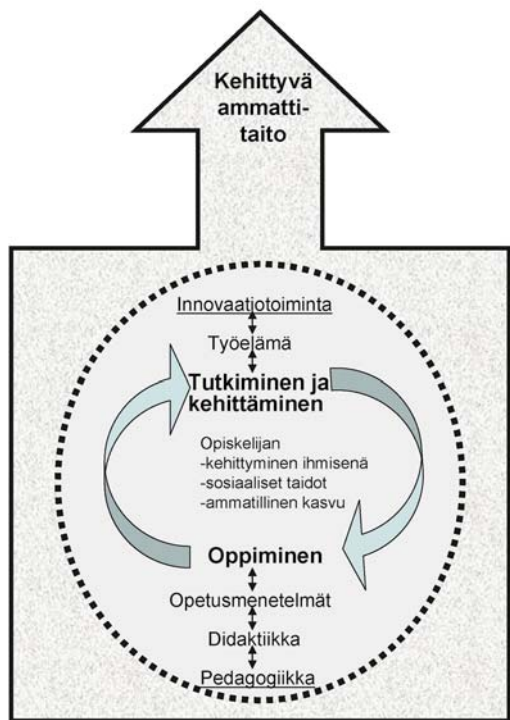 Kehittyvä
ammatti-
taito
Innovaatiotoiminta
Työelämä
Tutkiminen ja
kehittäminen
Opiskelijan
-kehittyminen ihmisenä
-sosiaaliset taidot
-ammatillinen kasvu
Oppiminen
Opetusmenetelmät
Didaktiikka
Pedagogiikka